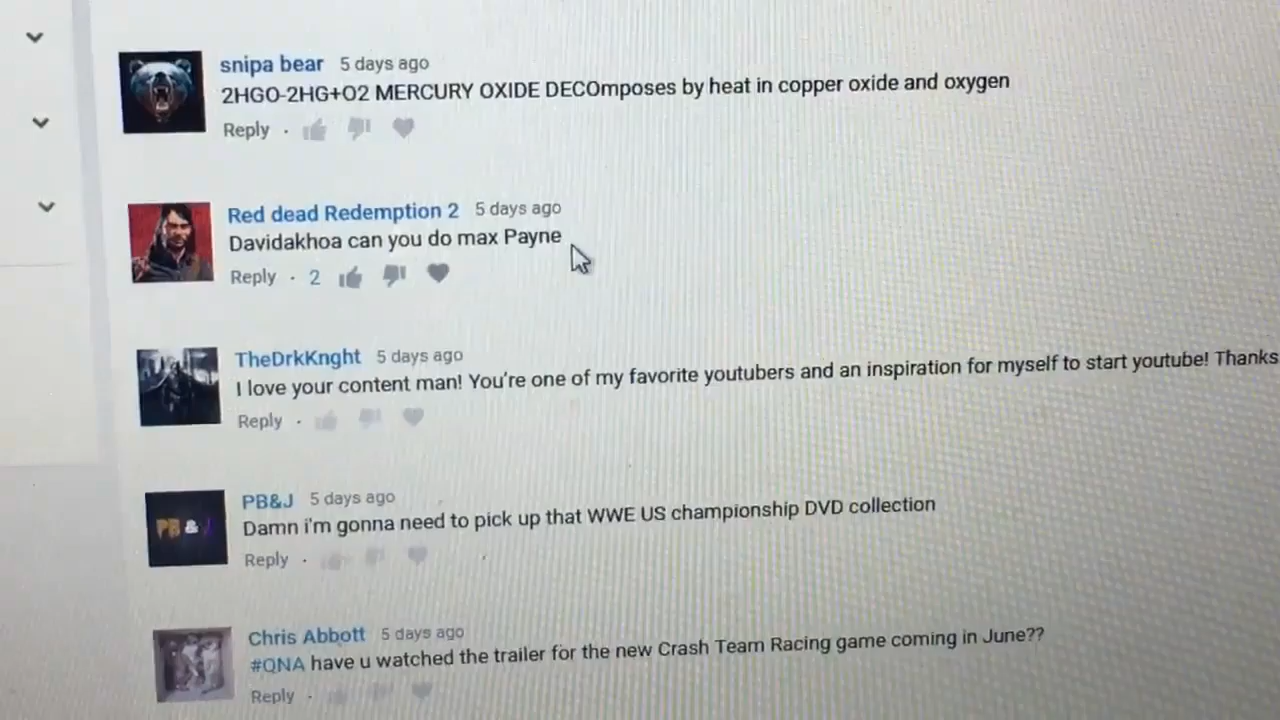 snipa bear 5 days ago
2HGO-2HG+O2 MERCURY OXIDE DECOmposes by heat in copper oxide and oxygen
Reply ·
Red dead Redemption 2 5 days ago
Davidakhoa can you do max Payne
Reply · 2
TheDrkKnght 5 days ago
I love your content man! You're one of my favorite youtubers and an inspiration for myself to start youtube! Thanks
Reply ·
PB&J 5 days ago
PB & J
Damn i'm gonna need to pick up that WWE US championship DVD collection
Reply ·
Chris Abbott 5 days ago
#QNA have u watched the trailer for the new Crash Team Racing game coming in June??
Reply ·